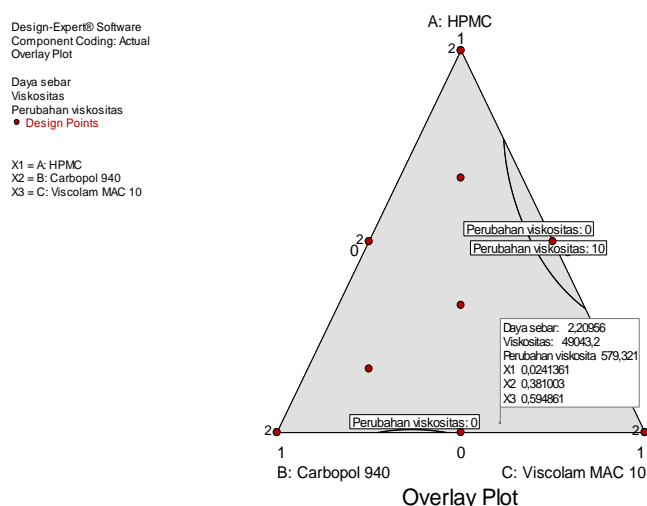 Design-Expert® Software
Component Coding: Actual
Overlay Plot
Daya sebar
Viskositas
Perubahan viskositas
Design Points
X1 = A: HPMC
X2 = B: Carbopol 940
X3 = C: Viscolam MAC 10
A: HPMC
1
2
2
0
Perubahan viskositas: 0
Perubahan viskositas: 10
Daya sebar: 2,20956
Viskositas: 49043,2
Perubahan viskosita 579,321
X1 0,0241361
X2 0,381003
X3 0,594861
Perubahan viskositas: 0
2
2
1
0
1
B: Carbopol 940
C: Viscolam MAC 10
Overlay Plot